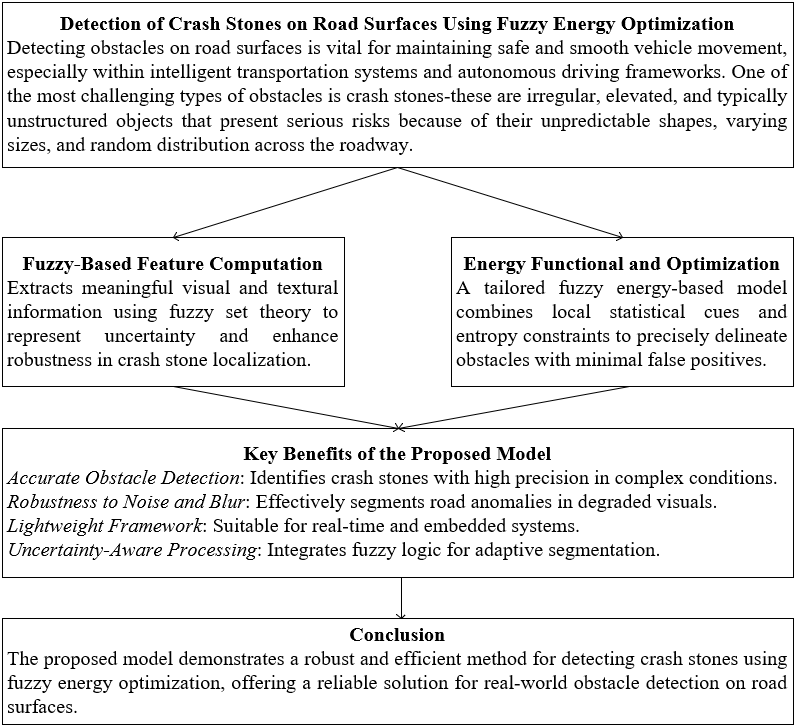 Detection of Crash Stones on Road Surfaces Using Fuzzy Energy Optimization
Detecting obstacles on road surfaces is vital for maintaining safe and smooth vehicle movement,
especially within intelligent transportation systems and autonomous driving frameworks. One of
the most challenging types of obstacles is crash stones-these are irregular, elevated, and typically
unstructured objects that present serious risks because of their unpredictable shapes, varying
sizes, and random distribution across the roadway.
Fuzzy-Based Feature Computation
Extracts meaningful visual and textural
information using fuzzy set theory to
represent uncertainty and enhance
robustness in crash stone localization.
Energy Functional and Optimization
A tailored fuzzy energy-based model
combines local statistical cues and
entropy constraints to precisely delineate
obstacles with minimal false positives.
Key Benefits of the Proposed Model
Accurate Obstacle Detection: Identifies crash stones with high precision in complex conditions.
Robustness to Noise and Blur: Effectively segments road anomalies in degraded visuals.
Lightweight Framework: Suitable for real-time and embedded systems.
Uncertainty-Aware Processing: Integrates fuzzy logic for adaptive segmentation.
Conclusion
The proposed model demonstrates a robust and efficient method for detecting crash stones using
fuzzy energy optimization, offering a reliable solution for real-world obstacle detection on road
surfaces.